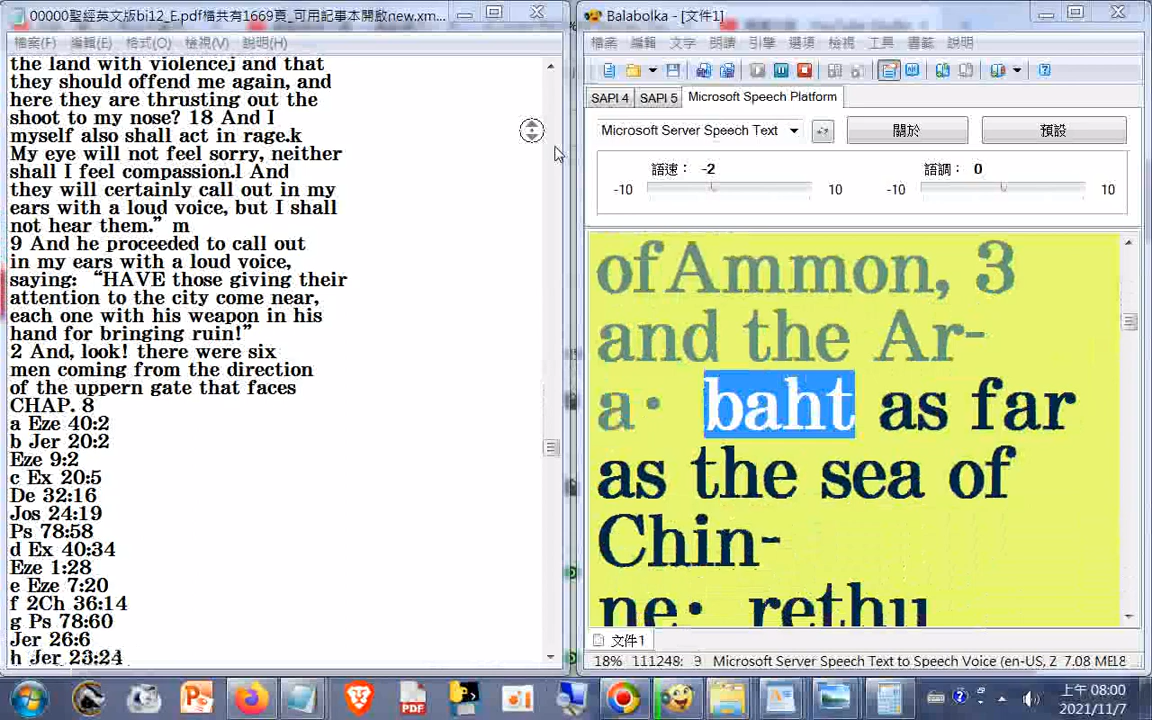 00000聖經英文版bi12_E.pdf檔共有1669頁_可用記事本開啟new.xm...
檔案(F) 編輯(E) 格式(O) 檢視(V) 說明(H)
the land with violencej and that
they should offend me again, and
here they are thrusting out the
shoot to my nose? 18 And I
myself also shall act in rage.k
My eye will not feel sorry, neither
shall I feel compassion.l And
they will certainly call out in my
ears with a loud voice, but I shall
not hear them.” m
9 And he proceeded to call out
in my ears with a loud voice,
saying: “HAVE those giving their
attention to the city come near,
each one with his weapon in his
hand for bringing ruin!”
2 And, look! there were six
men coming from the direction
of the uppern gate that faces
CHAP. 8
a Eze 40:2
b Jer 20:2
Eze 9:2
c Ex 20:5
De 32:16
Jos 24:19
Ps 78:58
d Ex 40:34
Eze 1:28
e Eze 7:20
f 2Ch 36:14
g Ps 78:60
Jer 26:6
h Jer 23:24
Balabolka - [文件1]
檔案 編輯 文字 朗讀 引擎 選項 檢視 工具 書籤 說明
SAPI 4 SAPI 5 Microsoft Speech Platform
Microsoft Server Speech Text 關於 預設
語速： -2 語調： 0
-10 10 -10 10
of Ammon, 3
and the Ar-
a· baht as far
as the sea of
Chin-
ne· rethu
文件1
18% 111248: Microsoft Server Speech Text to Speech Voice (en-US, Z 7.08 МЕ
上午 08:00
2021/11/7